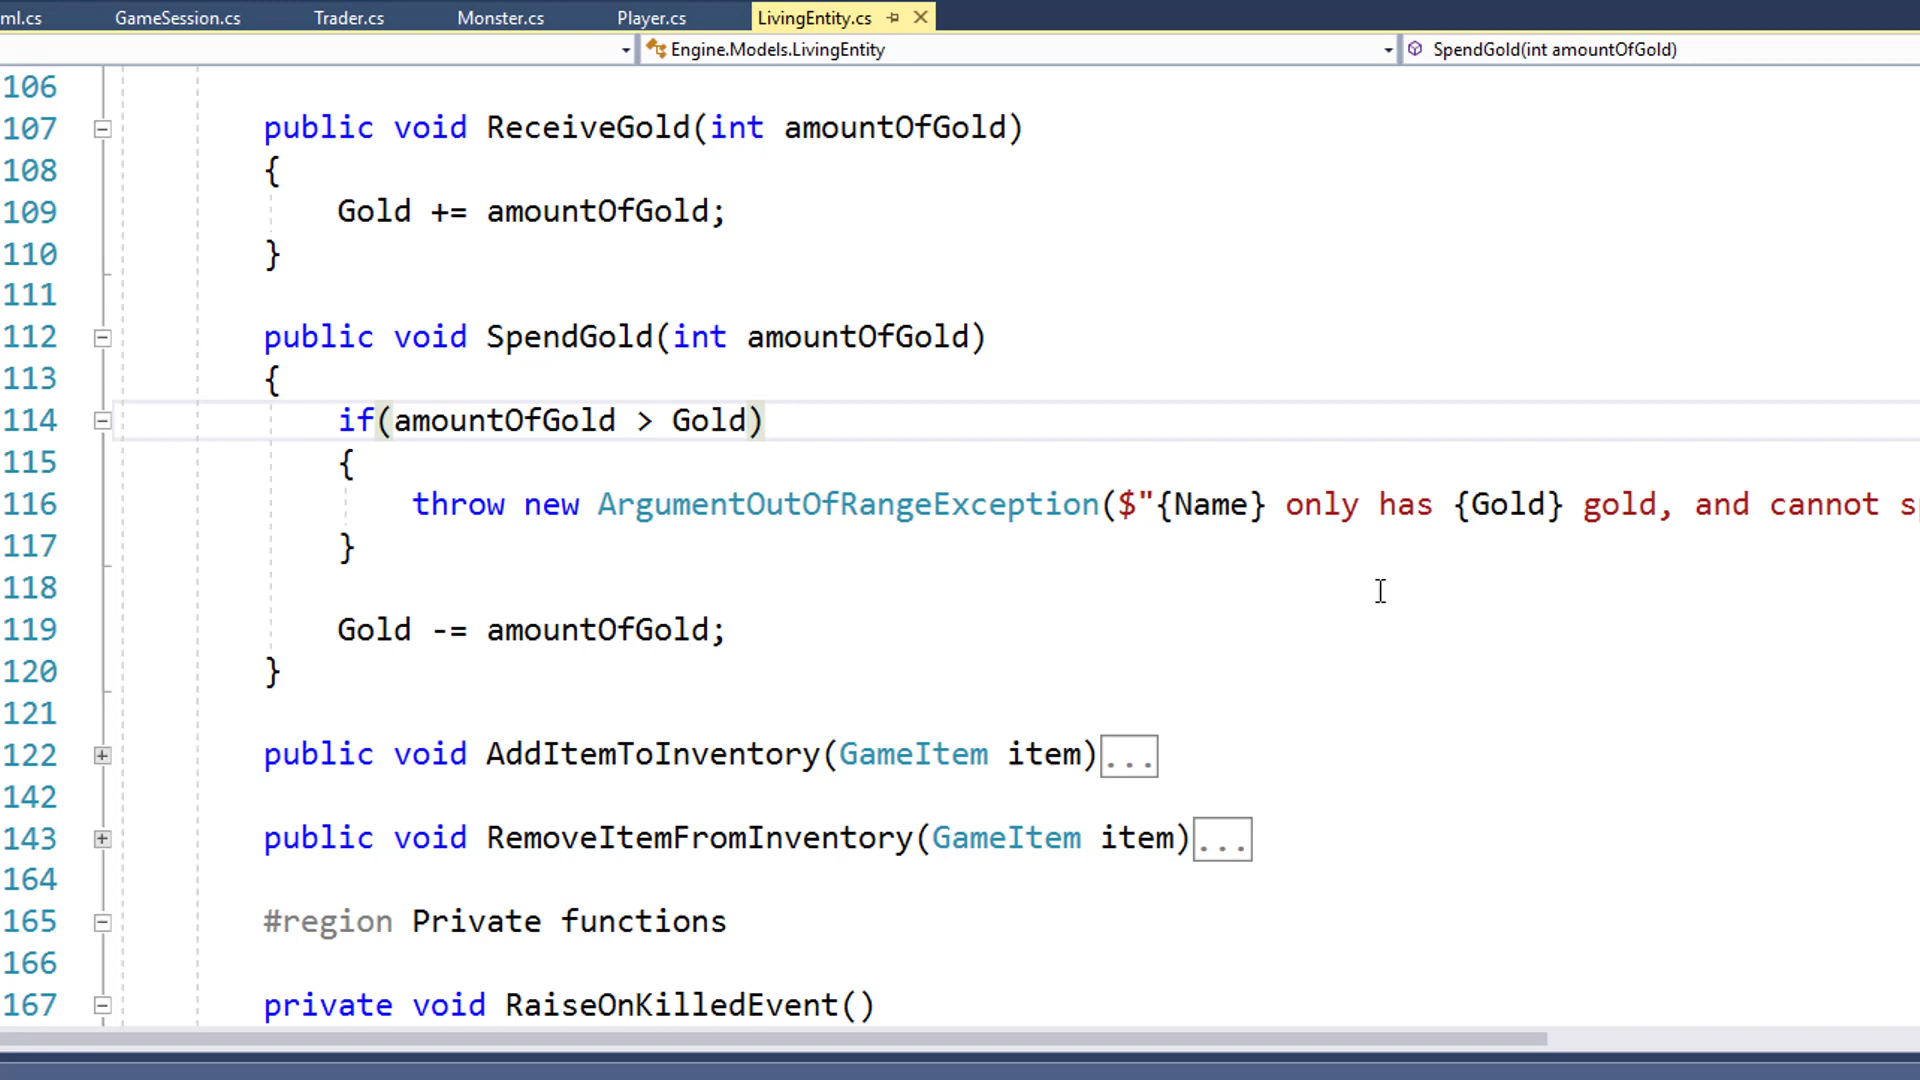 ml.cs GameSession.cs Trader.cs Monster.cs Player.cs LivingEntity.cs
Engine.Models.LivingEntity SpendGold(int amountOfGold)
106
107 public void ReceiveGold(int amountOfGold)
108 {
109 Gold += amountOfGold;
110 }
111
112 public void SpendGold(int amountOfGold)
113 {
114 if(amountOfGold > Gold)
115 {
116 throw new ArgumentOutOfRangeException($"{Name} only has {Gold} gold, and cannot s
117 }
118
119 Gold -= amountOfGold;
120 }
121
122 public void AddItemToInventory(GameItem item)...
142
143 public void RemoveItemFromInventory(GameItem item)...
164
165 #region Private functions
166
167 private void RaiseOnKilledEvent()